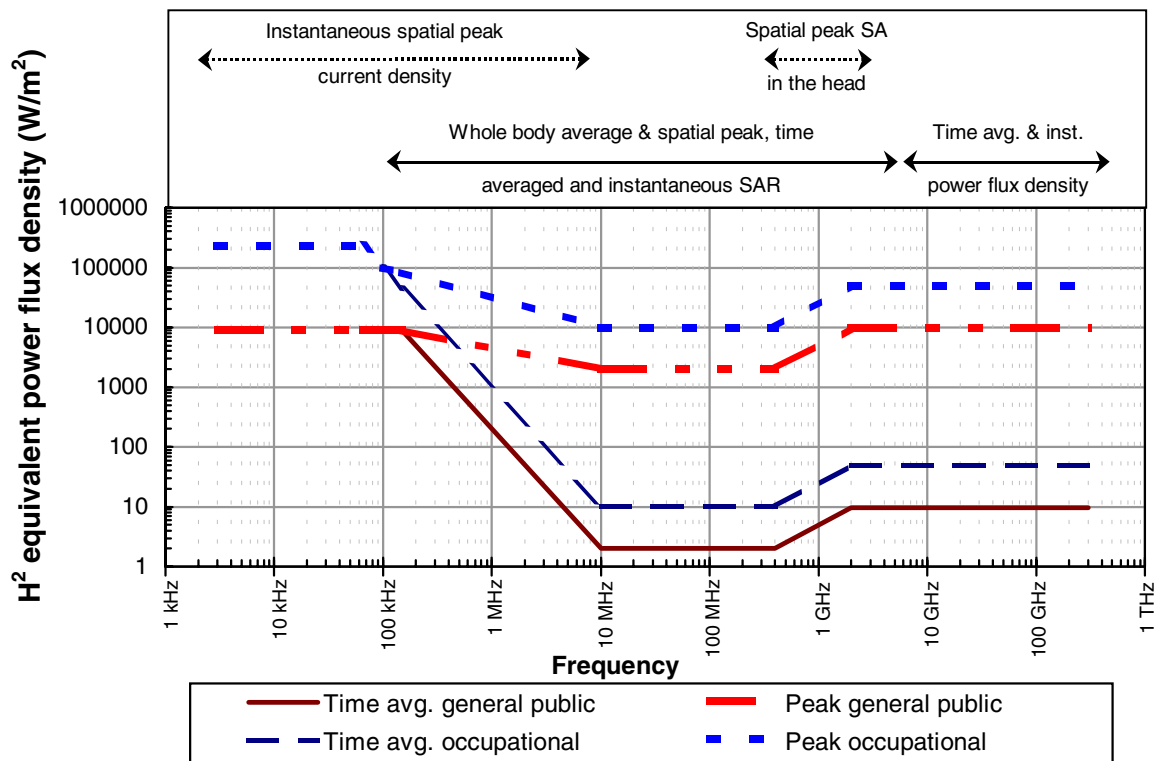 Instantaneous spatial peak
current density
Spatial peak SA
in the head
Whole body average & spatial peak, time
averaged and instantaneous SAR
Time avg. & inst.
power flux density
H² equivalent power flux density (W/m²)
1000000
100000
10000
1000
100
10
1
1 kHz
10 kHz
100 kHz
1 MHz
10 MHz
100 MHz
1 GHz
10 GHz
100 GHz
1 THz
Frequency
Time avg. general public
Peak general public
Time avg. occupational
Peak occupational